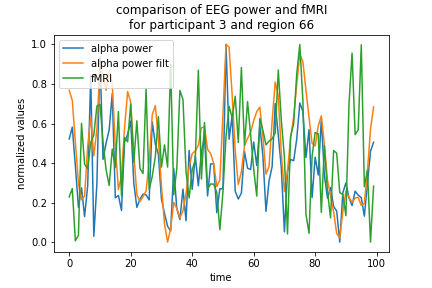 comparison of EEG power and fMRI
for participant 3 and region 66
alpha power
alpha power filt
fMRI
normalized values
1.0
0.8
0.6
0.4
0.2
0.0
0
20
40
60
80
100
time